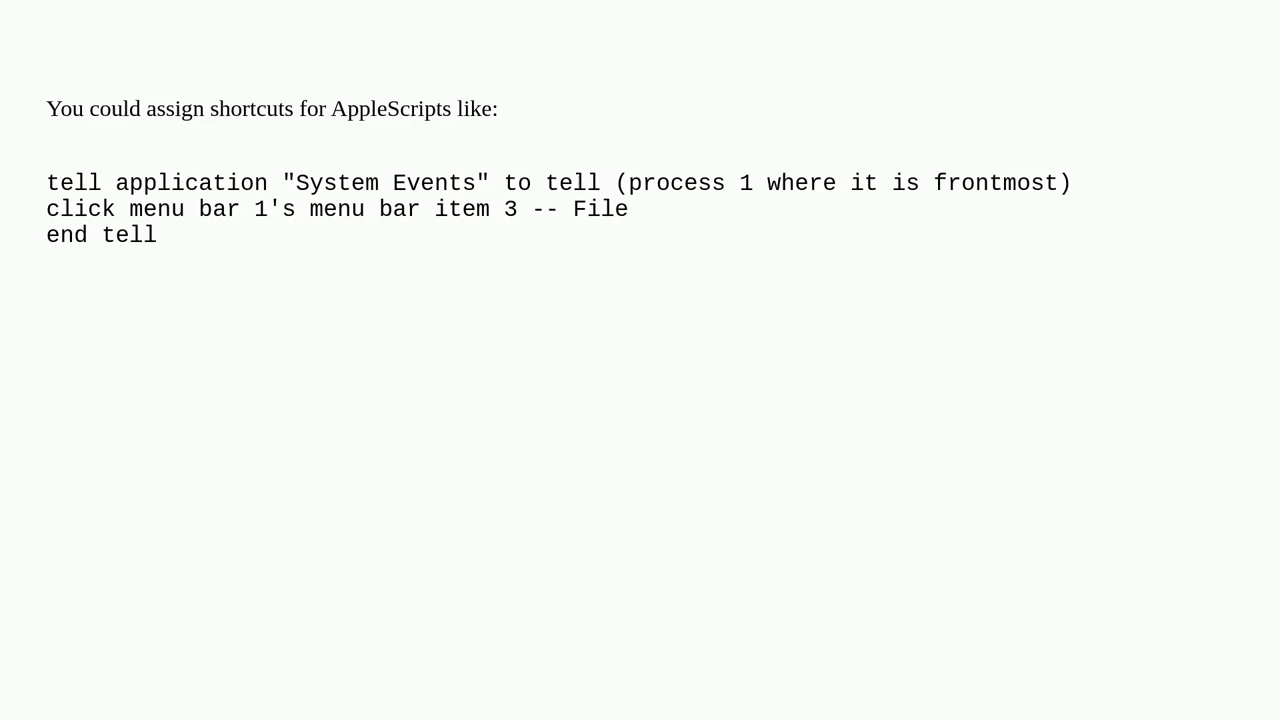 You could assign shortcuts for AppleScripts like:
tell application "System Events" to tell (process 1 where it is frontmost)
click menu bar 1's menu bar item 3 -- File
end tell